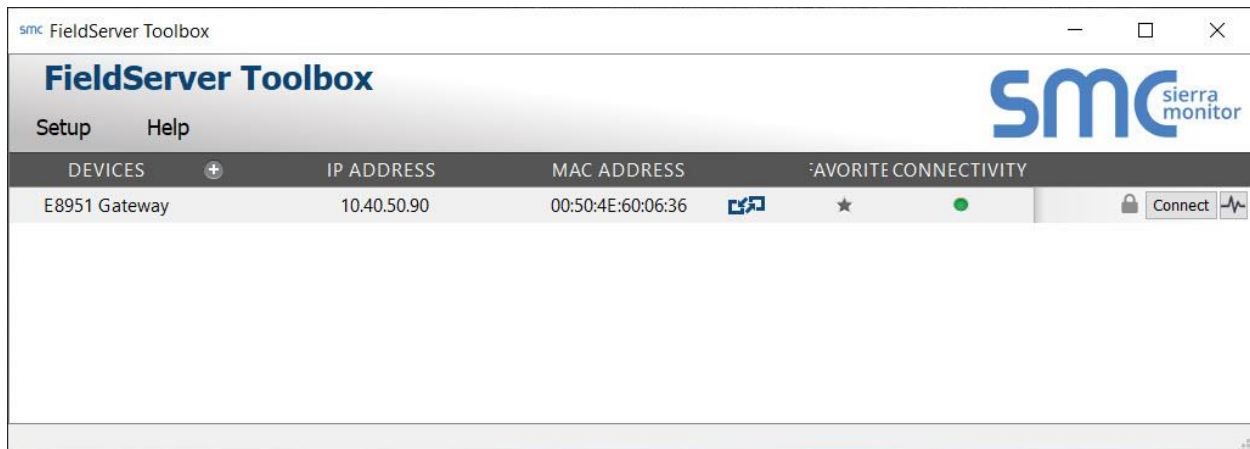 smc FieldServer Toolbox
FieldServer Toolbox
smc sierra monitor
Setup Help
DEVICES IP ADDRESS MAC ADDRESS FAVORITE CONNECTIVITY
E8951 Gateway 10.40.50.90 00:50:4E:60:06:36 Connect